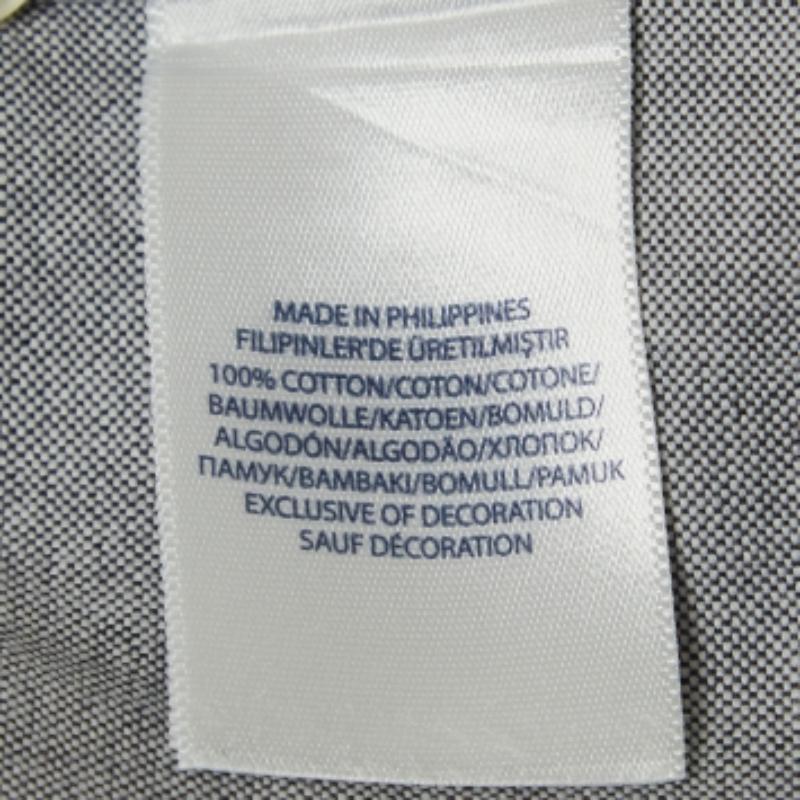 MADE IN PHILIPPINES
FILIPINLER'DE ÜRETILMIŞTIR
100% COTTON/COTON/COTONE/
BAUMWOLLE/KATOEN/BOMULD/
ALGODÓN/ALGODÃO/ХЛОПОК/
ПАМУК/BAMBAKI/BOMULL/PAMUK
EXCLUSIVE OF DECORATION
SAUF DÉCORATION